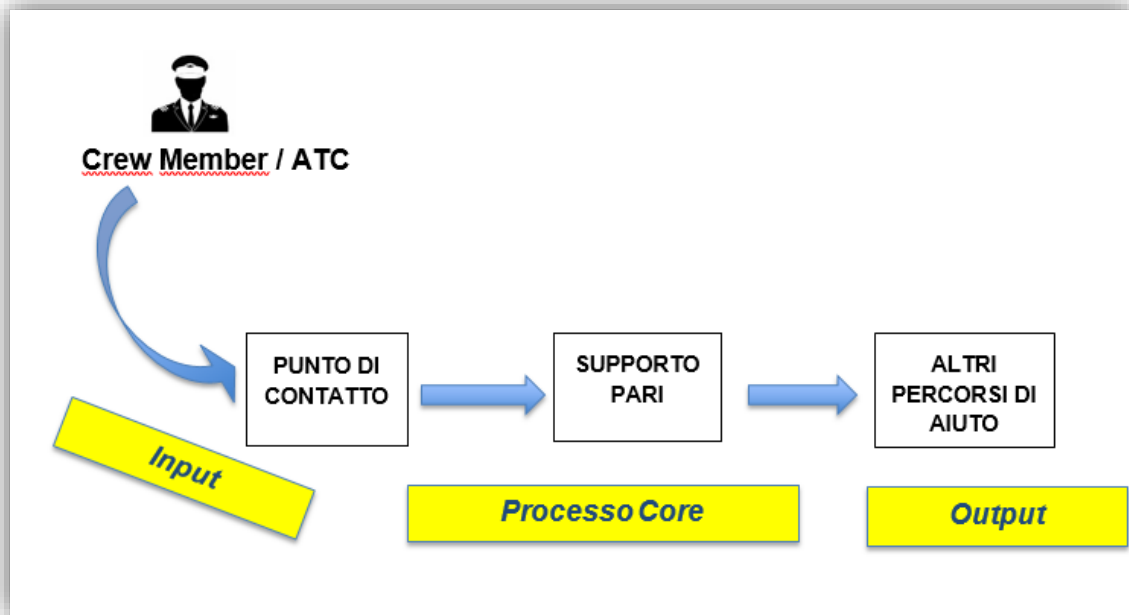 Crew Member / ATC
PUNTO DI
CONTATTO
SUPPORTO
PARI
ALTRI
PERCORSI DI
AIUTO
Input
Processo Core
Output